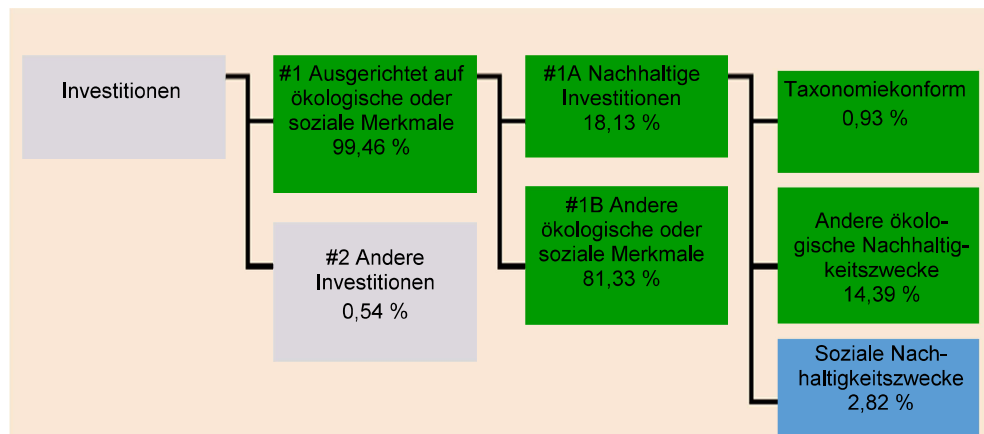 Investitionen
#1 Ausgerichtet auf
ökologische oder
soziale Merkmale
99,46 %
#2 Andere
Investitionen
0,54 %
#1A Nachhaltige
Investitionen
18,13 %
#1B Andere
ökologische oder
soziale Merkmale
81,33 %
Taxonomiekonform
0,93 %
Andere ökolo-
gische Nachhaltig-
keitszwecke
14,39 %
Soziale Nach-
haltigkeitszwecke
2,82 %